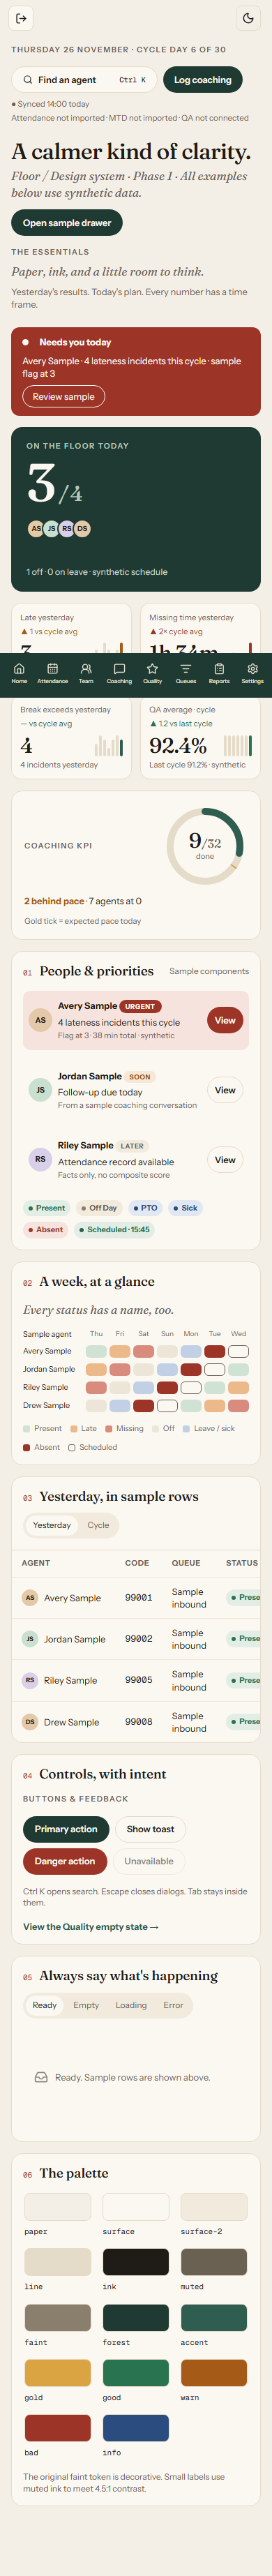 THURSDAY 26 NOVEMBER · CYCLE DAY 6 OF 30
Find an agent Ctrl K
Log coaching
● Synced 14:00 today
Attendance not imported · MTD not imported · QA not connected
A calmer kind of clarity.
Floor / Design system · Phase 1 · All examples
below use synthetic data.
Open sample drawer
THE ESSENTIALS
Paper, ink, and a little room to think.
Yesterday's results. Today's plan. Every number has a time
frame.
Needs you today
Avery Sample · 4 lateness incidents this cycle · sample
flag at 3
Review sample
ON THE FLOOR TODAY
3/4
AS JS RS DS
1 off · 0 on leave · synthetic schedule
Late yesterday
▲ 1 vs cycle avg
3
Missing time yesterday
▲ 2× cycle avg
1h 34m
Home Attendance Team Coaching Quality Queues Reports Settings
Break exceeds yesterday
— vs cycle avg
4
4 incidents yesterday
QA average · cycle
▲ 1.2 vs last cycle
92.4%
Last cycle 91.2% · synthetic
COACHING KPI
9/32
done
2 behind pace · 7 agents at 0
Gold tick = expected pace today
01 People & priorities Sample components
AS
Avery Sample URGENT
4 lateness incidents this cycle
Flag at 3 · 38 min total · synthetic
View
JS
Jordan Sample SOON
Follow-up due today
From a sample coaching conversation
View
RS
Riley Sample LATER
Attendance record available
Facts only, no composite score
View
● Present ● Off Day ● PTO ● Sick
● Absent ● Scheduled · 15:45
02 A week, at a glance
Every status has a name, too.
Sample agent Thu Fri Sat Sun Mon Tue Wed
Avery Sample
Jordan Sample
Riley Sample
Drew Sample
Present Late Missing Off Leave / sick
Absent Scheduled
03 Yesterday, in sample rows
Yesterday Cycle
AGENT CODE QUEUE STATUS
AS Avery Sample 99001 Sample inbound ● Prese
JS Jordan Sample 99002 Sample inbound ● Prese
RS Riley Sample 99005 Sample inbound ● Prese
DS Drew Sample 99008 Sample inbound ● Prese
04 Controls, with intent
BUTTONS & FEEDBACK
Primary action Show toast
Danger action Unavailable
Ctrl K opens search. Escape closes dialogs. Tab stays inside
them.
View the Quality empty state →
05 Always say what's happening
Ready Empty Loading Error
Ready. Sample rows are shown above.
06 The palette
paper surface surface-2
line ink muted
faint forest accent
gold good warn
bad info
The original faint token is decorative. Small labels use
muted ink to meet 4.5:1 contrast.